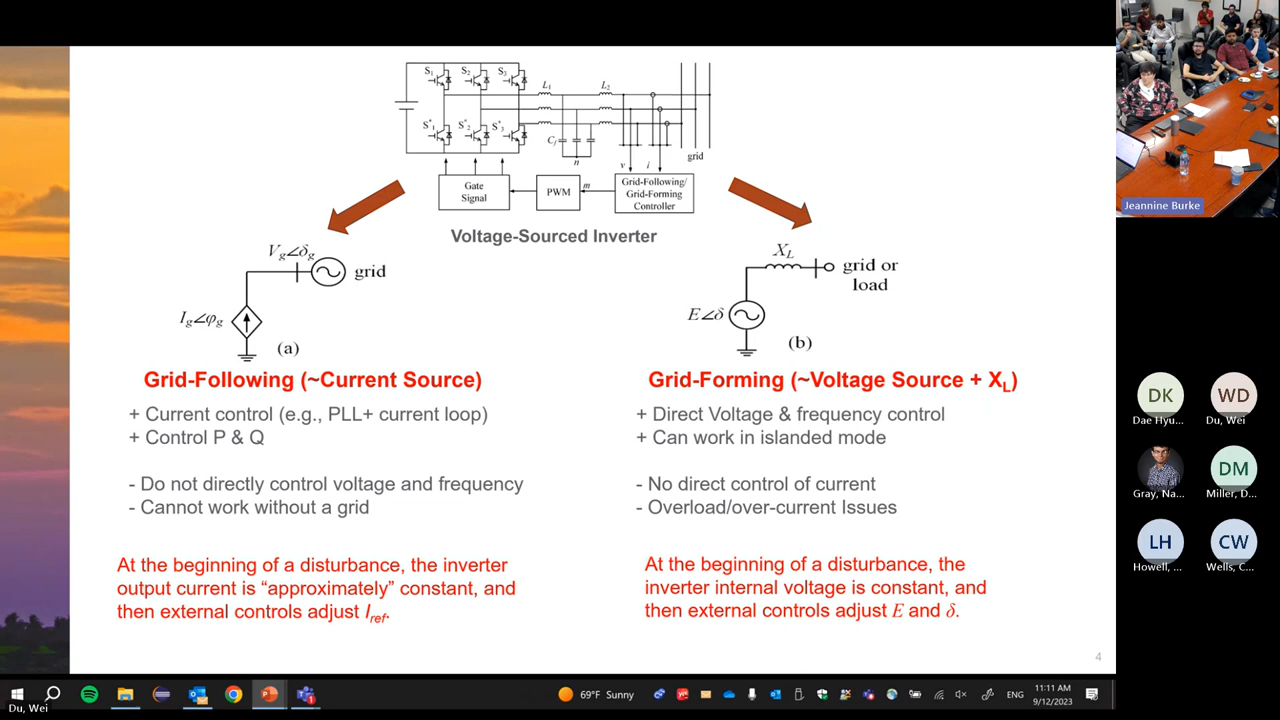 S1
S2
S3
S*1
S*2
S*3
L1
L2
Cf
n
v
i
grid
Gate
Signal
PWM
m
Grid-Following/
Grid-Forming
Controller
Voltage-Sourced Inverter
Vg∠δg
grid
Ig∠φg
(a)
XL
grid or
load
E∠δ
(b)
Grid-Following (~Current Source)
+ Current control (e.g., PLL+ current loop)
+ Control P & Q
- Do not directly control voltage and frequency
- Cannot work without a grid
At the beginning of a disturbance, the inverter
output current is “approximately” constant, and
then external controls adjust Iref.
Grid-Forming (~Voltage Source + XL)
+ Direct Voltage & frequency control
+ Can work in islanded mode
- No direct control of current
- Overload/over-current Issues
At the beginning of a disturbance, the
inverter internal voltage is constant, and
then external controls adjust E and δ.
4
Jeannine Burke
DK
Dae Hyu...
WD
Du, Wei
Gray, Na...
DM
Miller, D...
LH
Howell, ...
CW
Wells, C...
69°F Sunny
ENG
11:11 AM
9/12/2023
Du, Wei